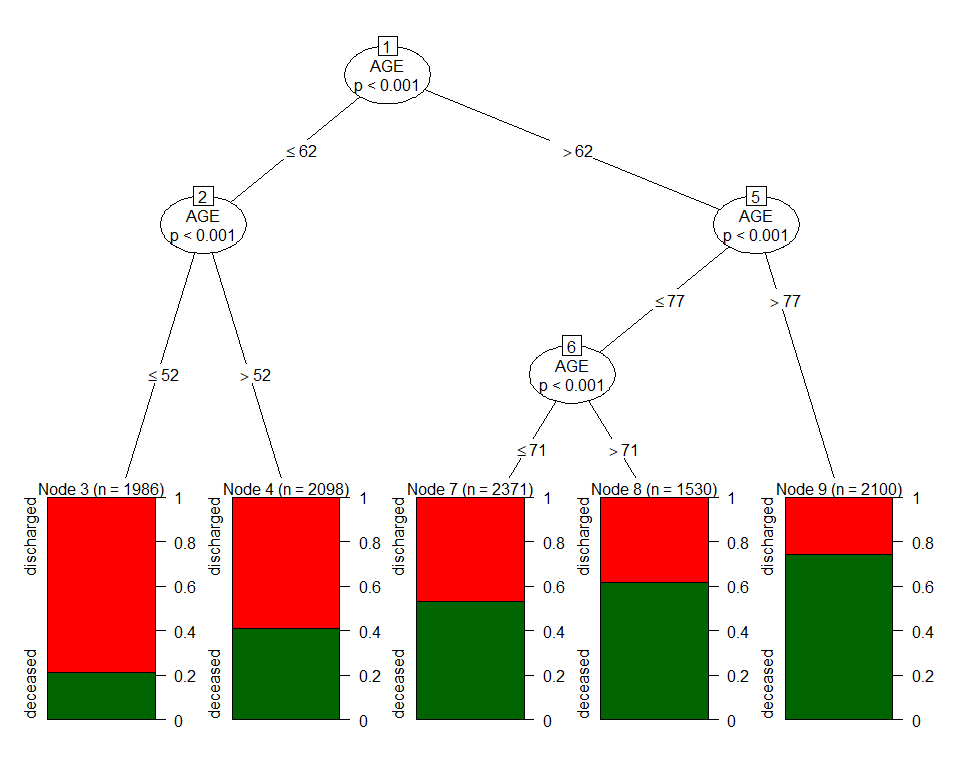 1
AGE
p < 0.001
≤ 62
> 62
2
AGE
p < 0.001
5
AGE
p < 0.001
≤ 77
> 77
6
AGE
p < 0.001
≤ 52
> 52
≤ 71
> 71
Node 3 (n = 1986)
discharged
deceased
1
0.8
0.6
0.4
0.2
0
Node 4 (n = 2098)
discharged
deceased
1
0.8
0.6
0.4
0.2
0
Node 7 (n = 2371)
discharged
deceased
1
0.8
0.6
0.4
0.2
0
Node 8 (n = 1530)
discharged
deceased
1
0.8
0.6
0.4
0.2
0
Node 9 (n = 2100)
discharged
deceased
1
0.8
0.6
0.4
0.2
0